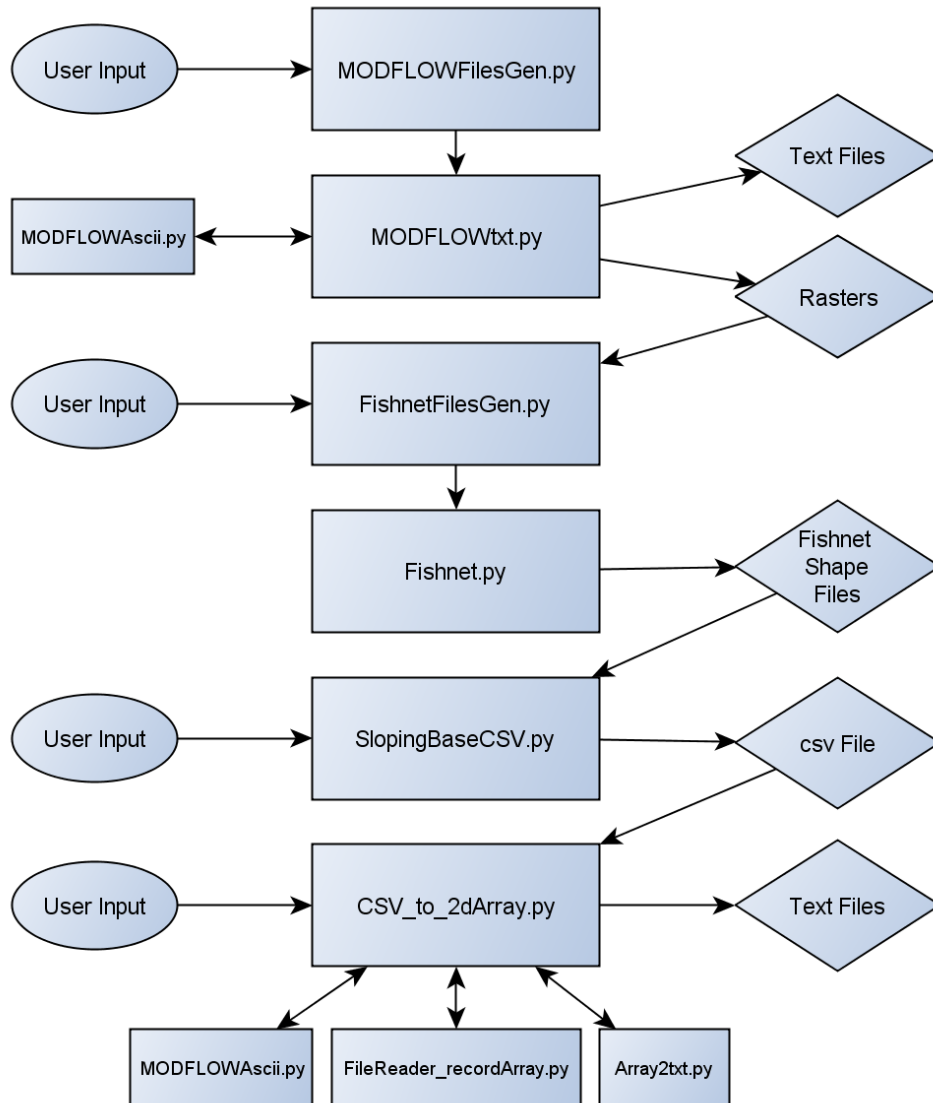 User Input
MODFLOWFilesGen.py
Text Files
MODFLOWAscii.py
MODFLOWtxt.py
Rasters
User Input
FishnetFilesGen.py
Fishnet.py
Fishnet
Shape
Files
User Input
SlopingBaseCSV.py
csv File
User Input
CSV_to_2dArray.py
Text Files
MODFLOWAscii.py
FileReader_recordArray.py
Array2txt.py